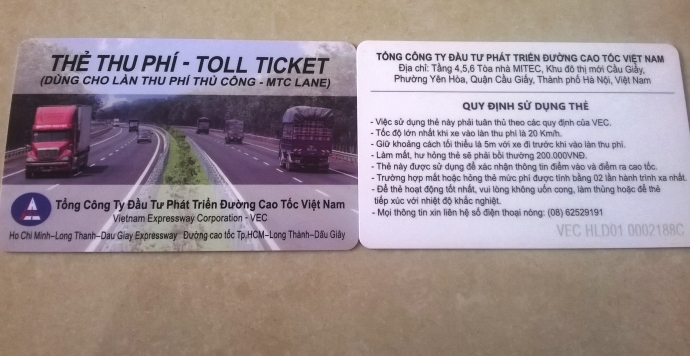 THẺ THU PHÍ - TOLL TICKET
(DÙNG CHO LÀN THU PHÍ THỦ CÔNG - MTC LANE)
Tổng Công Ty Đầu Tư Phát Triển Đường Cao Tốc Việt Nam
Vietnam Expressway Corporation - VEC
Ho Chi Minh–Long Thanh–Dau Giay Expressway Đường cao tốc Tp.HCM–Long Thành–Dầu Giây
TỔNG CÔNG TY ĐẦU TƯ PHÁT TRIỂN ĐƯỜNG CAO TỐC VIỆT NAM
Địa chỉ: Tầng 4,5,6 Tòa nhà MITEC, Khu đô thị mới Cầu Giấy,
Phường Yên Hòa, Quận Cầu Giấy, Thành phố Hà Nội, Việt Nam
QUY ĐỊNH SỬ DỤNG THẺ
- Việc sử dụng thẻ này phải tuân thủ theo các quy định của VEC.
- Tốc độ lớn nhất khi xe vào làn thu phí là 20 Km/h.
- Giữ khoảng cách tối thiểu là 5m với xe đi trước khi vào làn thu phí.
- Làm mất, hư hỏng thẻ sẽ phải bồi thường 200.000VNĐ.
- Thẻ này được sử dụng để xác nhận thông tin điểm vào và điểm ra cao tốc.
- Trường hợp mất hoặc hỏng thẻ mức phí được tính bằng 02 lần hành trình xa nhất.
- Để thẻ hoạt động tốt nhất, vui lòng không uốn cong, làm thủng hoặc để thẻ
tiếp xúc với nhiệt độ khắc nghiệt.
- Mọi thông tin xin liên hệ số điện thoại nóng: (08) 62529191
VEC HLD01 0002188C